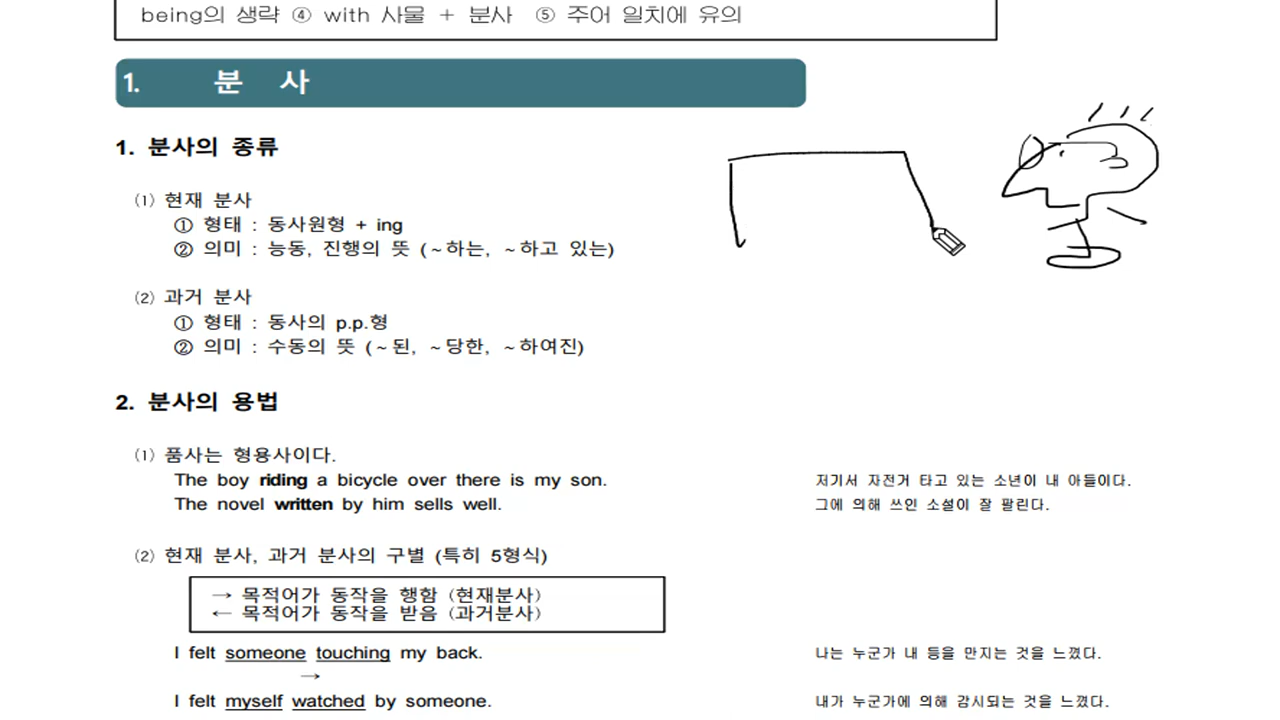 being의 생략 ④ with 사물 + 분사 ⑤ 주어 일치에 유의
1. 분 사
1. 분사의 종류
(1) 현재 분사
① 형태 : 동사원형 + ing
② 의미 : 능동, 진행의 뜻 (~하는, ~하고 있는)
(2) 과거 분사
① 형태 : 동사의 p.p.형
② 의미 : 수동의 뜻 (~된, ~당한, ~하여진)
2. 분사의 용법
(1) 품사는 형용사이다.
The boy riding a bicycle over there is my son. 저기서 자전거 타고 있는 소년이 내 아들이다.
The novel written by him sells well. 그에 의해 쓰인 소설이 잘 팔린다.
(2) 현재 분사, 과거 분사의 구별 (특히 5형식)
→ 목적어가 동작을 행함 (현재분사)
← 목적어가 동작을 받음 (과거분사)
I felt someone touching my back. 나는 누군가 내 등을 만지는 것을 느꼈다.
→
I felt myself watched by someone. 내가 누군가에 의해 감시되는 것을 느꼈다.